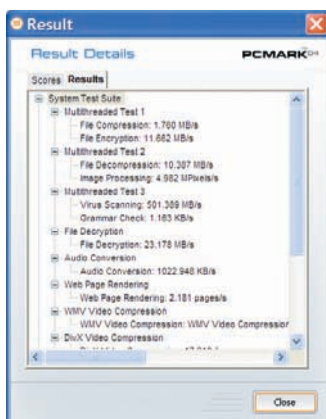 Result
Result Details
PCMARK04
Scores Results
System Test Suite
Multithreaded Test 1
File Compression: 1.760 MB/s
File Encryption: 11.662 MB/s
Multithreaded Test 2
File Decompression: 10.387 MB/s
Image Processing: 4.982 MPixels/s
Multithreaded Test 3
Virus Scanning: 501.389 MB/s
Grammar Check: 1.163 KB/s
File Decryption
File Decryption: 23.178 MB/s
Audio Conversion
Audio Conversion: 1022.948 KB/s
Web Page Rendering
Web Page Rendering: 2.181 pages/s
WMV Video Compression
WMV Video Compression: WMV Video Compression
DivX Video Compression
Close